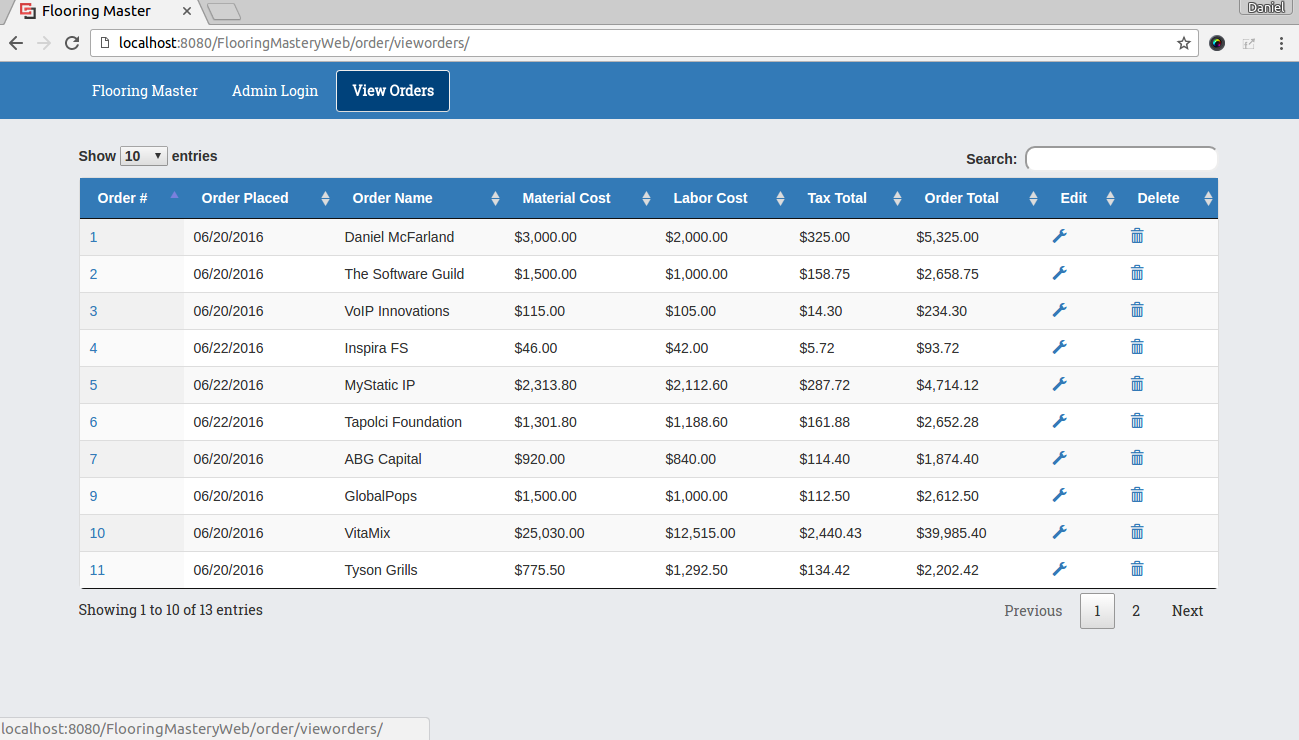 Flooring Master
Daniel
localhost:8080/FlooringMasteryWeb/order/vieworders/
Flooring Master Admin Login View Orders
Show 10 entries Search:
Order # Order Placed Order Name Material Cost Labor Cost Tax Total Order Total Edit Delete
1 06/20/2016 Daniel McFarland $3,000.00 $2,000.00 $325.00 $5,325.00
2 06/20/2016 The Software Guild $1,500.00 $1,000.00 $158.75 $2,658.75
3 06/20/2016 VoIP Innovations $115.00 $105.00 $14.30 $234.30
4 06/22/2016 Inspira FS $46.00 $42.00 $5.72 $93.72
5 06/22/2016 MyStatic IP $2,313.80 $2,112.60 $287.72 $4,714.12
6 06/22/2016 Tapolci Foundation $1,301.80 $1,188.60 $161.88 $2,652.28
7 06/20/2016 ABG Capital $920.00 $840.00 $114.40 $1,874.40
9 06/20/2016 GlobalPops $1,500.00 $1,000.00 $112.50 $2,612.50
10 06/20/2016 VitaMix $25,030.00 $12,515.00 $2,440.43 $39,985.40
11 06/20/2016 Tyson Grills $775.50 $1,292.50 $134.42 $2,202.42
Showing 1 to 10 of 13 entries Previous 1 2 Next
localhost:8080/FlooringMasteryWeb/order/vieworders/